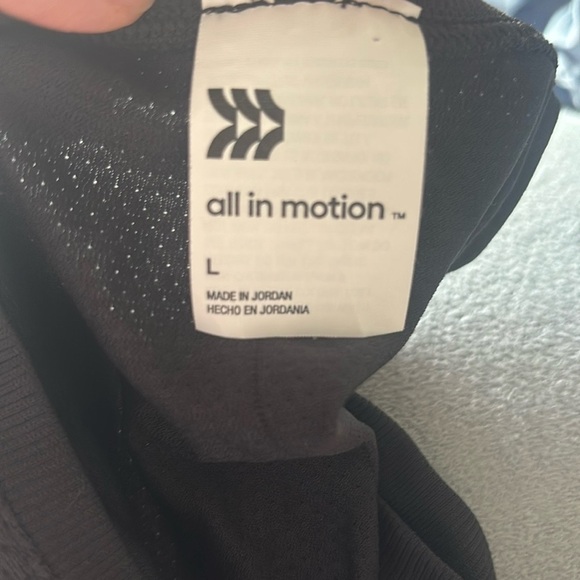 all in motion ™
L
MADE IN JORDAN
HECHO EN JORDANIA